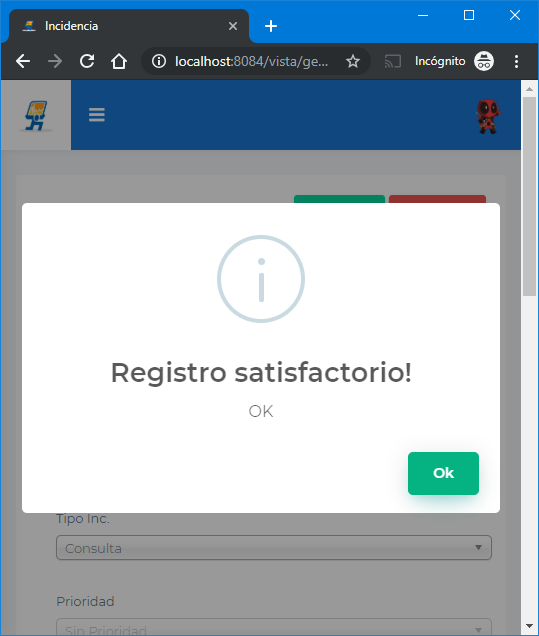 Incidencia
localhost:8084/vista/ge...
Incógnito
Registro satisfactorio!
OK
Ok
Tipo Inc.
Consulta
Prioridad
Sin Prioridad